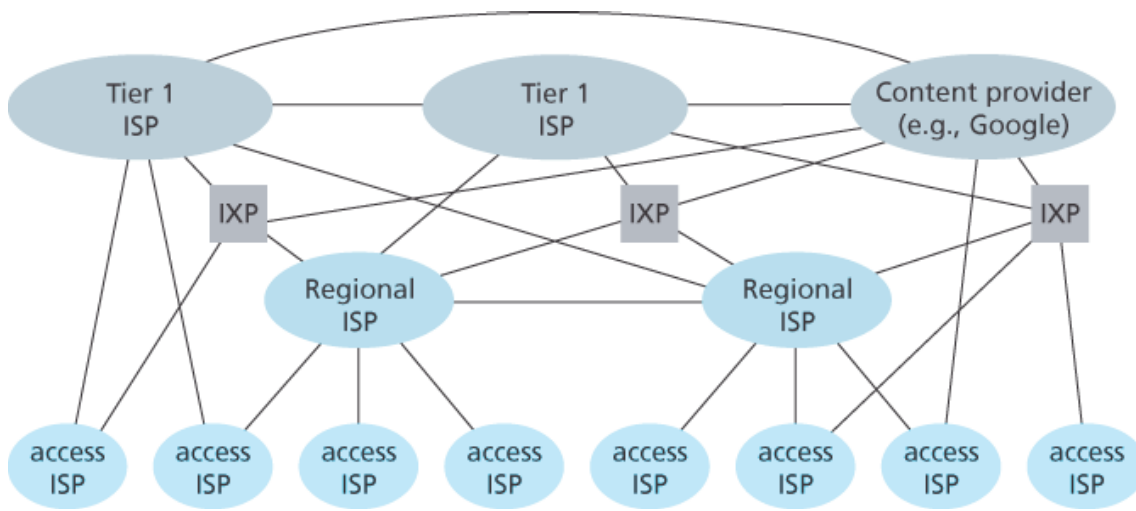 Tier 1
ISP
Tier 1
ISP
Content provider
(e.g., Google)
IXP
IXP
IXP
Regional
ISP
Regional
ISP
access
ISP
access
ISP
access
ISP
access
ISP
access
ISP
access
ISP
access
ISP
access
ISP